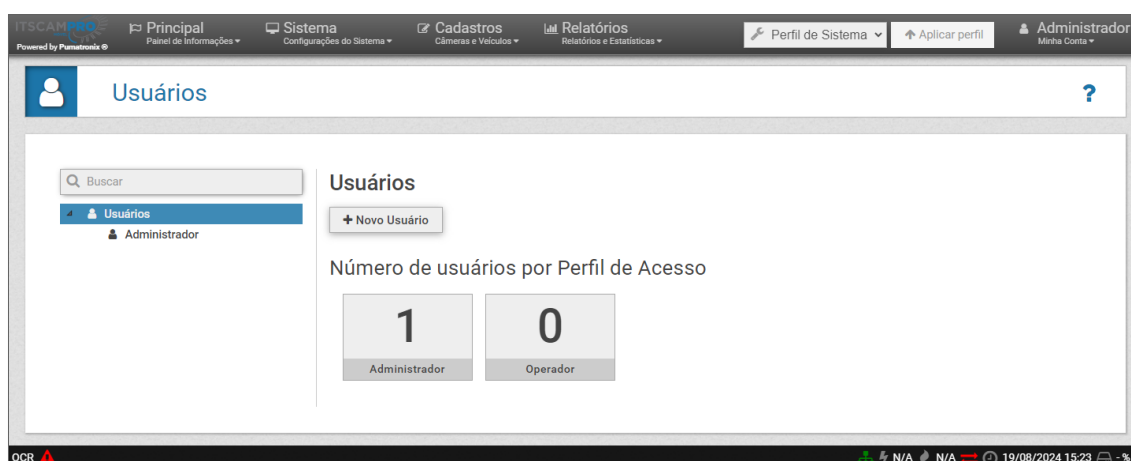 ITSCAMPRO
Powered by Pumatronix ®
Principal
Painel de Informações
Sistema
Configurações do Sistema
Cadastros
Câmeras e Veículos
Relatórios
Relatórios e Estatísticas
Perfil de Sistema
Aplicar perfil
Administrador
Minha Conta
Usuários
?
Buscar
Usuários
Administrador
Usuários
+ Novo Usuário
Número de usuários por Perfil de Acesso
1
Administrador
0
Operador
OCR
N/A
N/A
19/08/2024 15:23
- %